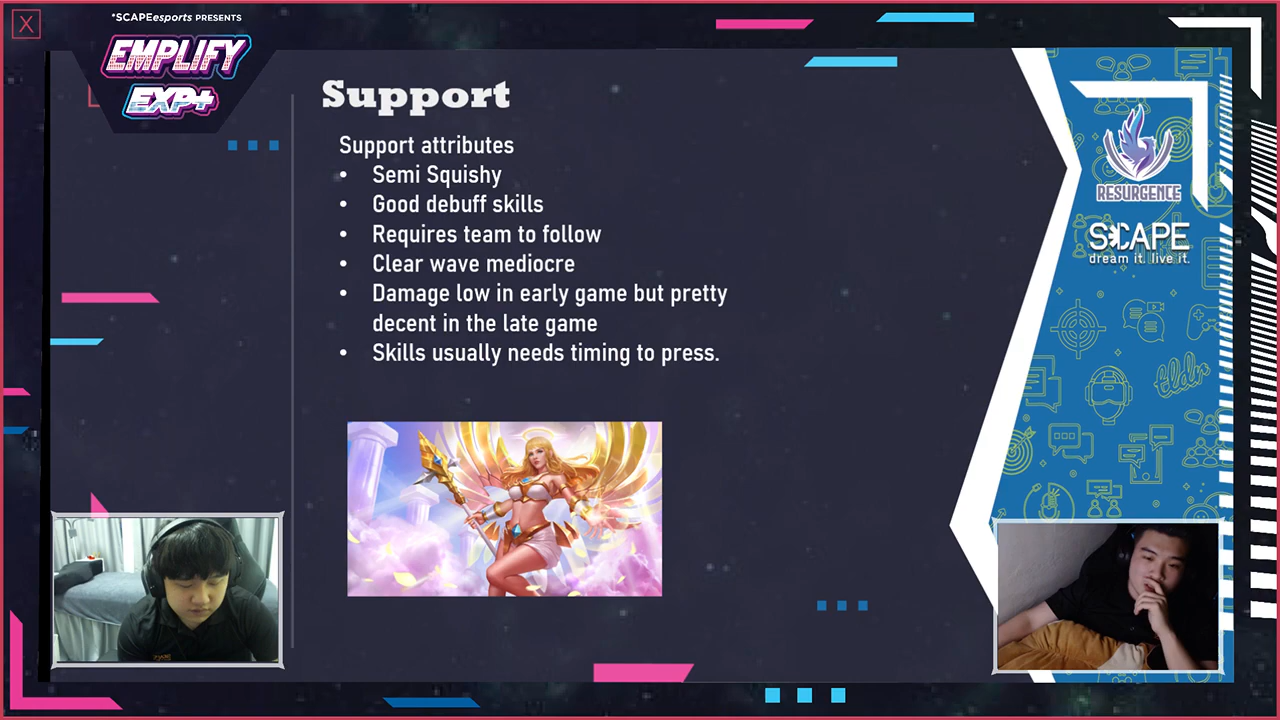 *SCAPEesports PRESENTS
EMPLIFY
EXP+
Support
Support attributes
• Semi Squishy
• Good debuff skills
• Requires team to follow
• Clear wave mediocre
• Damage low in early game but pretty
decent in the late game
• Skills usually needs timing to press.
RESURGENCE
S*CAPE
dream it. live it.
tldr